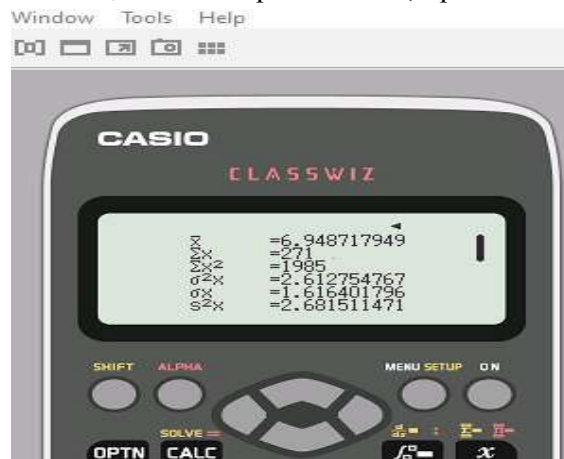 Window Tools Help
CASIO
CLASSWIZ
x̄ =6.948717949
Σx =271
Σx² =1985
σ²x =2.612754767
σx =1.616401796
s²x =2.681511471
SHIFT ALPHA MENU SETUP ON
SOLVE = : Σ= Π=
OPTN CALC x